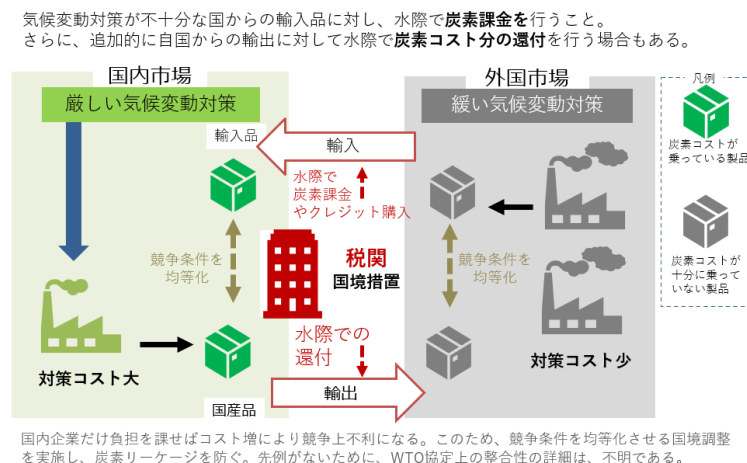 気候変動対策が不十分な国からの輸入品に対し、水際で炭素課金を行うこと。
さらに、追加的に自国からの輸出に対して水際で炭素コスト分の還付を行う場合もある。
国内市場
厳しい気候変動対策
外国市場
緩い気候変動対策
凡例
炭素コストが
乗っている製品
炭素コストが
十分に乗って
いない製品
輸入品
輸入
水際で
炭素課金
やクレジット購入
競争条件を
均等化
税関
国境措置
競争条件を
均等化
水際での
還付
対策コスト大
対策コスト少
国産品
輸出
国内企業だけ負担を課せばコスト増により競争上不利になる。このため、競争条件を均等化させる国境調整
を実施し、炭素リーケージを防ぐ。先例がないために、WTO協定上の整合性の詳細は、不明である。